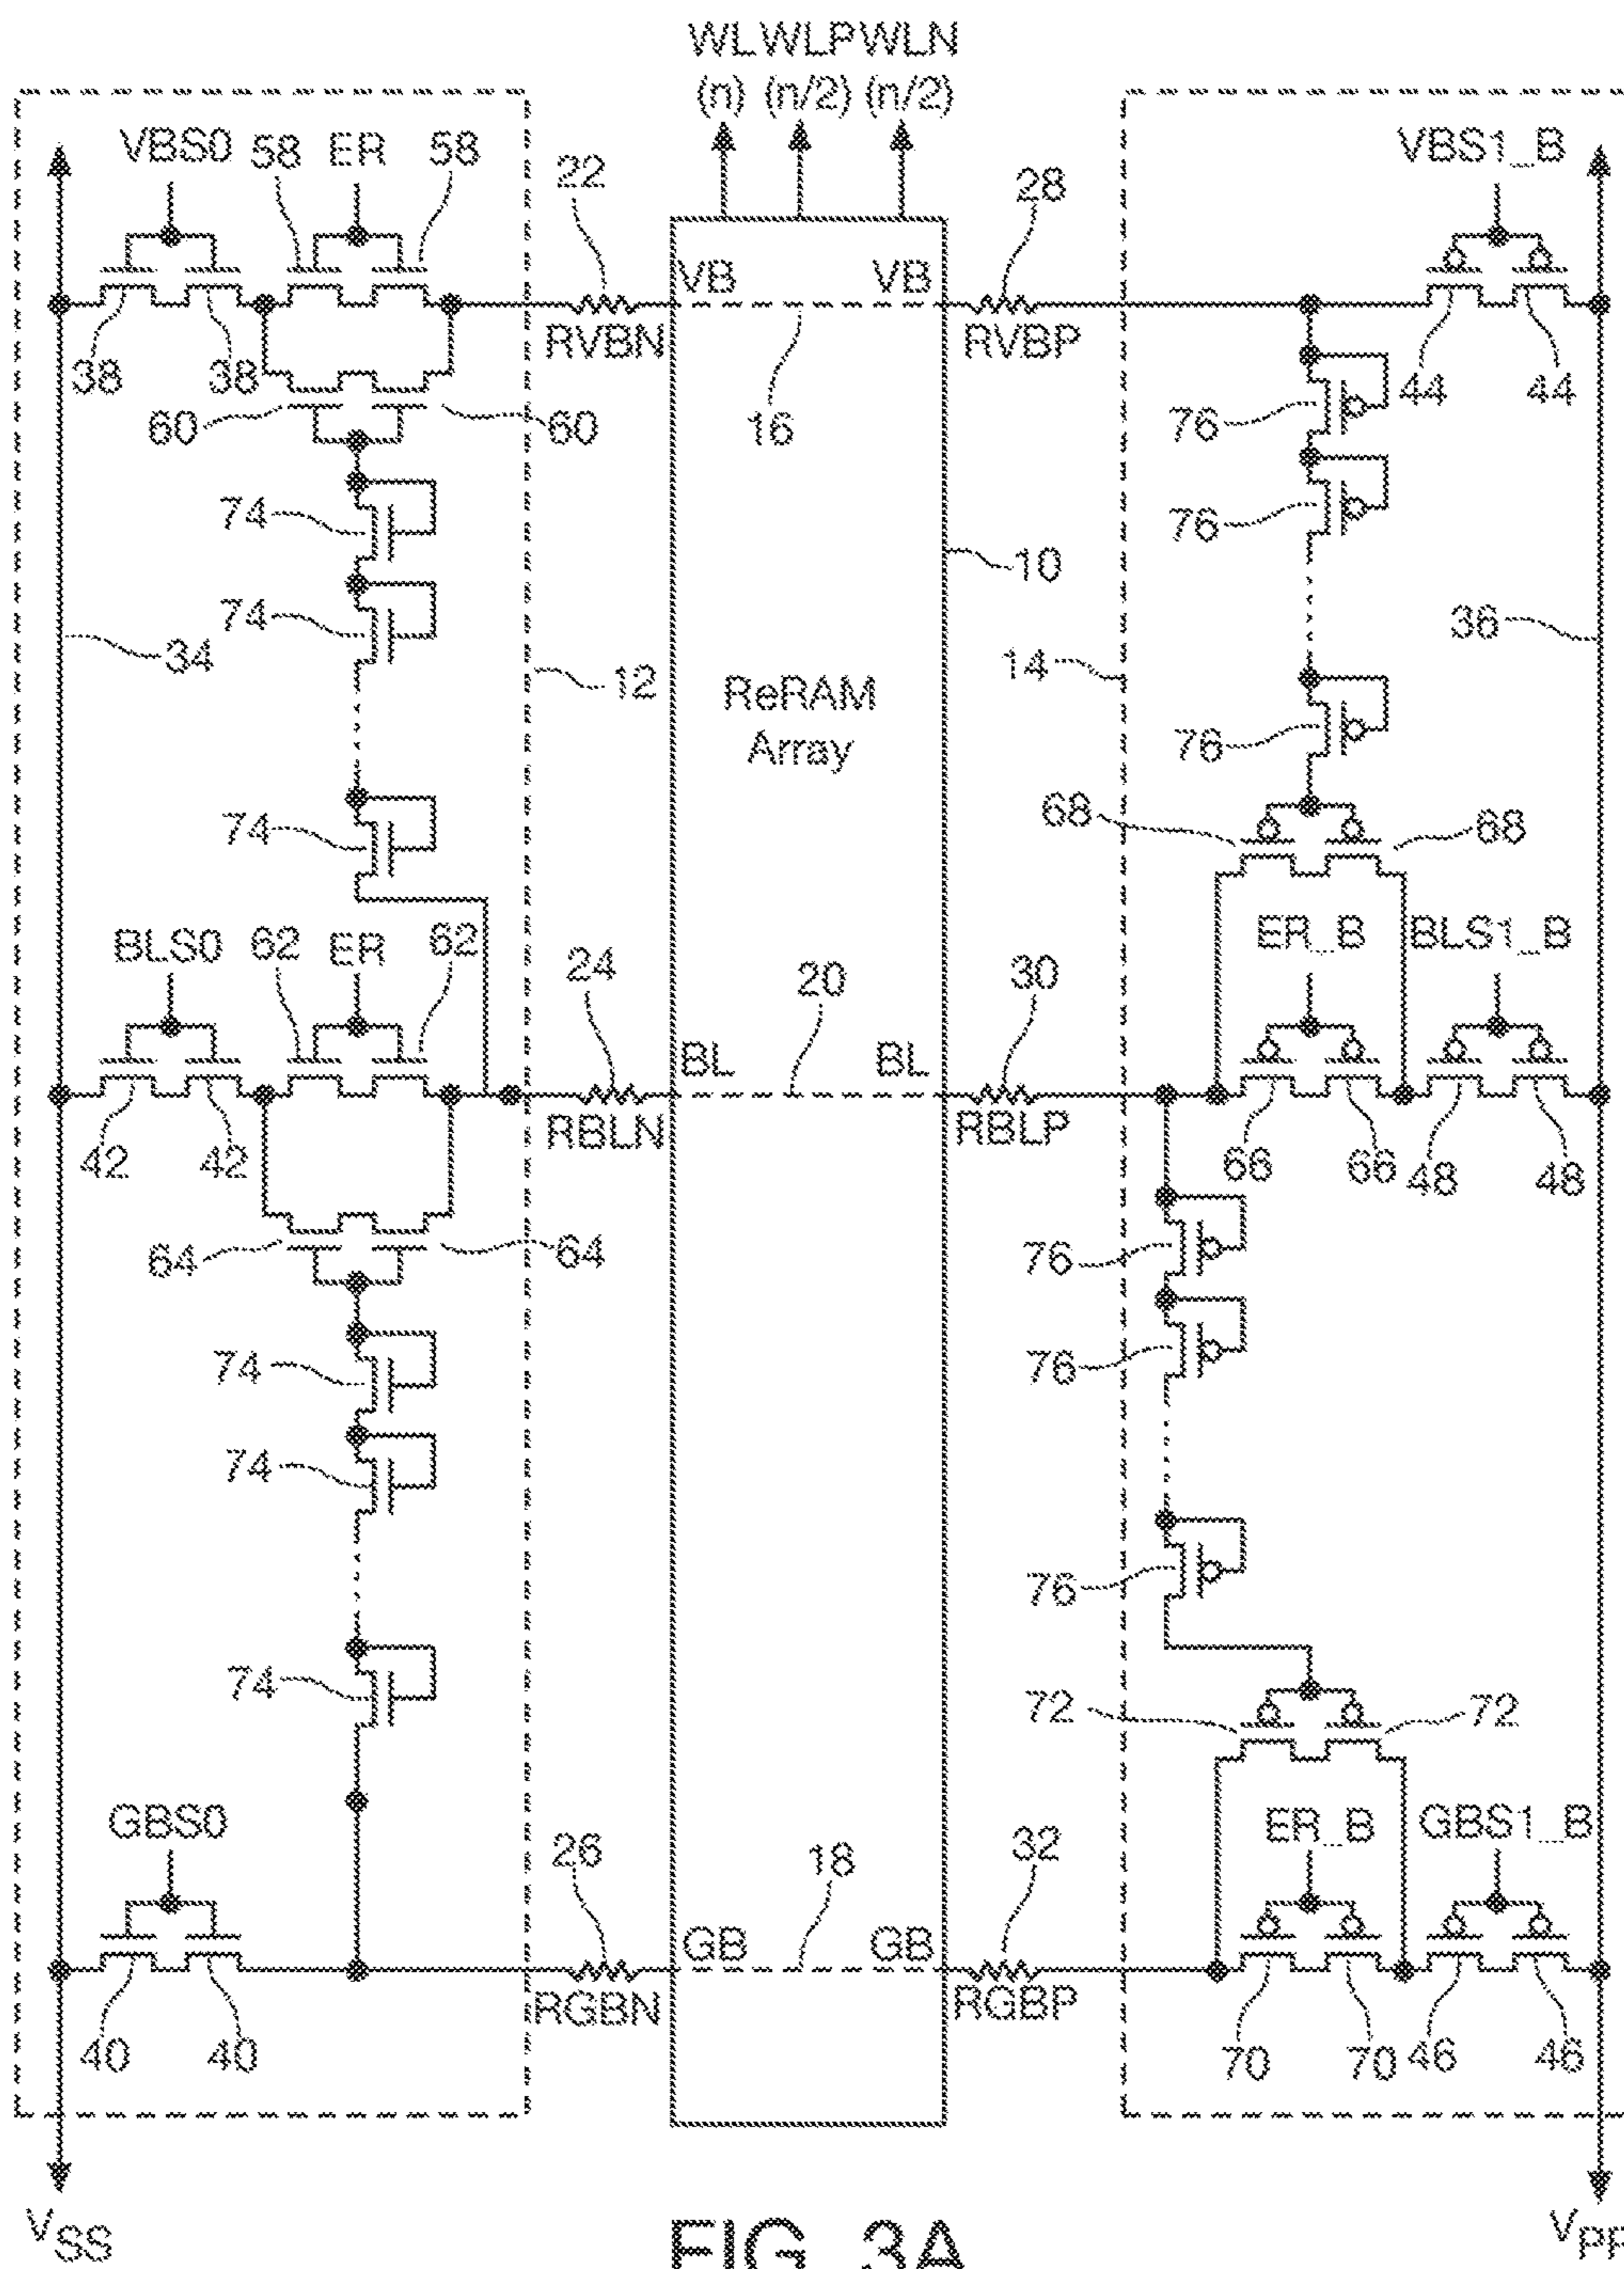 WL WLP WLN
(n) (n/2) (n/2)
VBS0 58 ER 58 22 28 VBS1_B
VB VB
RVBN RVBP
38 38 44 44
60 60 16 76
74 76
10
74 34 36
12 14
ReRAM
Array
76
74 68 68
BLS0 62 ER 62 24 20 30 ER_B BLS1_B
BL BL
RBLN RBLP
42 42 66 66 48 48
64 64 76
74 76
74
76
74 72 72
GBS0 26 18 32 ER_B GBS1_B
GB GB
RGBN RGBP
40 40 70 70 46 46
VSS VPP
FIG. 3A